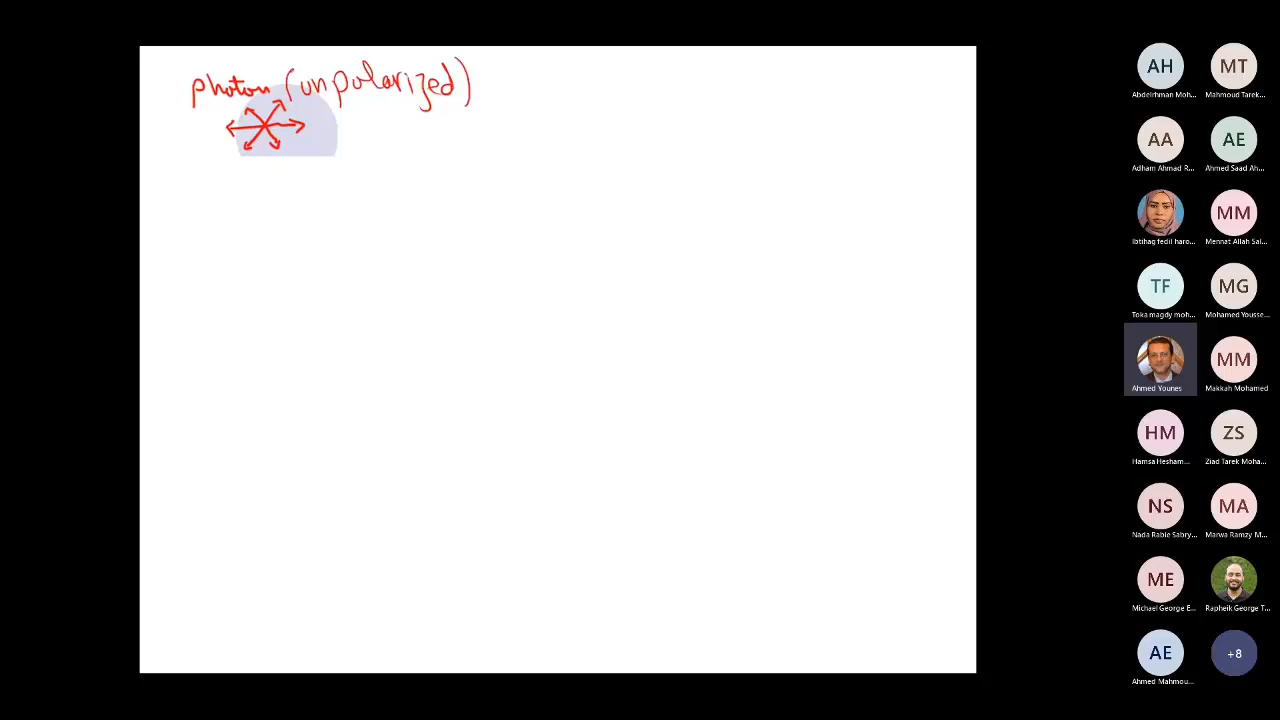 photon (unpolarized)
AH
MT
Abdelrhman Moh...
Mahmoud Tarek...
AA
AE
Adham Ahmad R...
Ahmed Saad Ah...
MM
Ibtihag fedil haro...
Mennat Allah Sal...
TF
MG
Toka magdy moh...
Mohamed Yousse...
MM
Ahmed Younes
Makkah Mohamed
HM
ZS
Hamsa Hesham...
Ziad Tarek Moha...
NS
MA
Nada Rabie Sabry...
Marwa Ramzy M...
ME
Michael George E...
Rapheik George T...
AE
+8
Ahmed Mahmou...